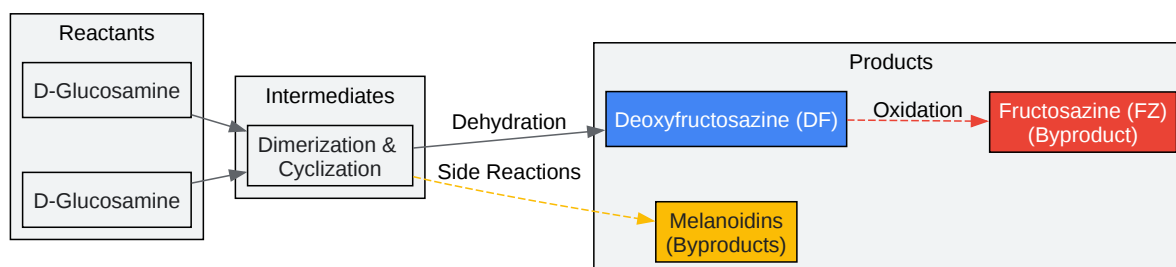 Reactants
D-Glucosamine
D-Glucosamine
Intermediates
Dimerization &
Cyclization
Dehydration
Side Reactions
Products
Deoxyfructosazine (DF)
Oxidation
Fructosazine (FZ)
(Byproduct)
Melanoidins
(Byproducts)